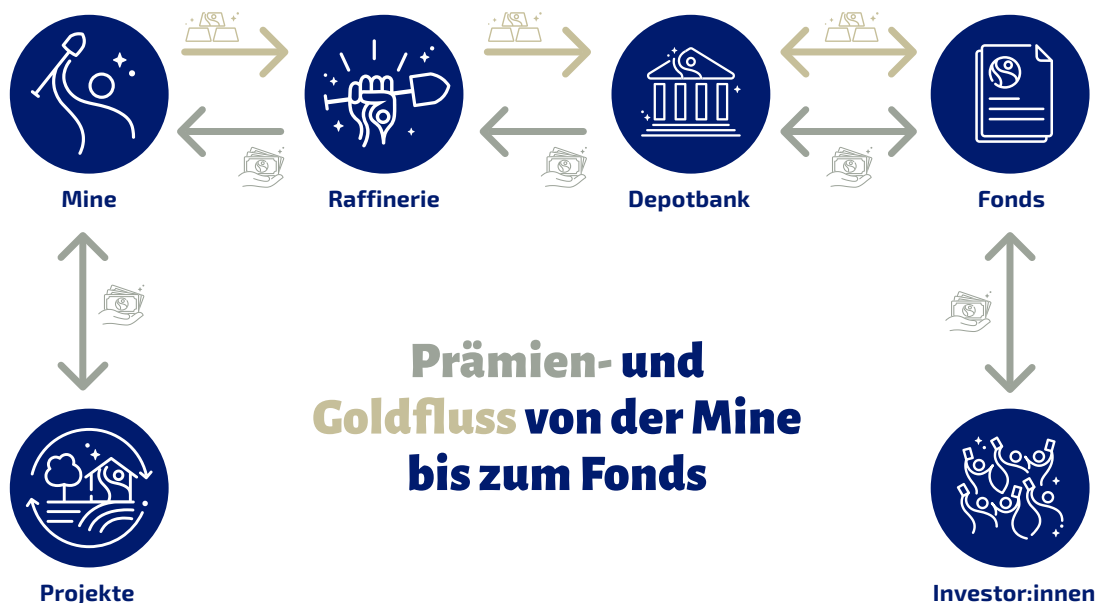 Mine
Raffinerie
Depotbank
Fonds
Prämien- und
Goldfluss von der Mine
bis zum Fonds
Projekte
Investor:innen